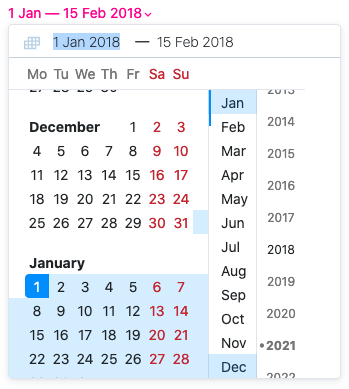 1 Jan — 15 Feb 2018
1 Jan 2018 — 15 Feb 2018
Mo Tu We Th Fr Sa Su
December 1 2 3
4 5 6 7 8 9 10
11 12 13 14 15 16 17
18 19 20 21 22 23 24
25 26 27 28 29 30 31
January
1 2 3 4 5 6 7
8 9 10 11 12 13 14
15 16 17 18 19 20 21
22 23 24 25 26 27 28
Jan
Feb
Mar
Apr
May
Jun
Jul
Aug
Sep
Oct
Nov
Dec
2013
2014
2015
2016
2017
2018
2019
2020
•2021
2022